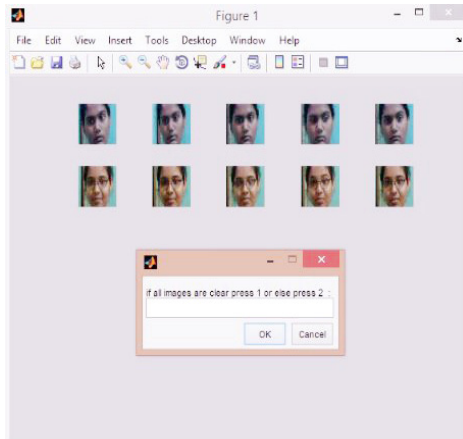 Figure 1
File Edit View Insert Tools Desktop Window Help
if all images are clear press 1 or else press 2 :
OK Cancel